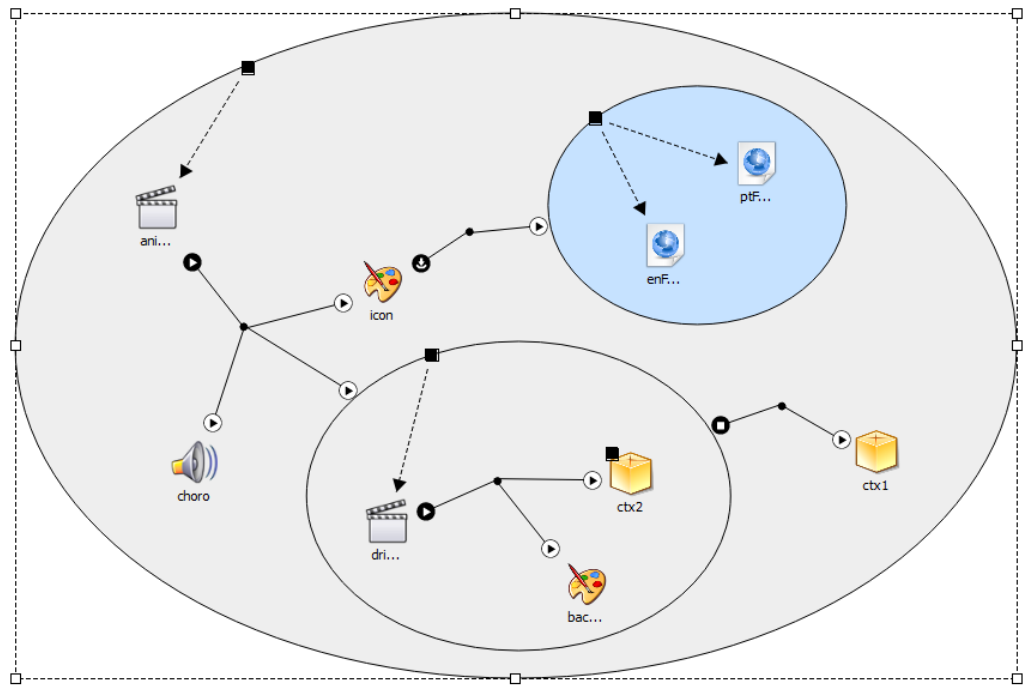 ptF...
ani...
enF...
icon
choro
ctx1
ctx2
dri...
bac...